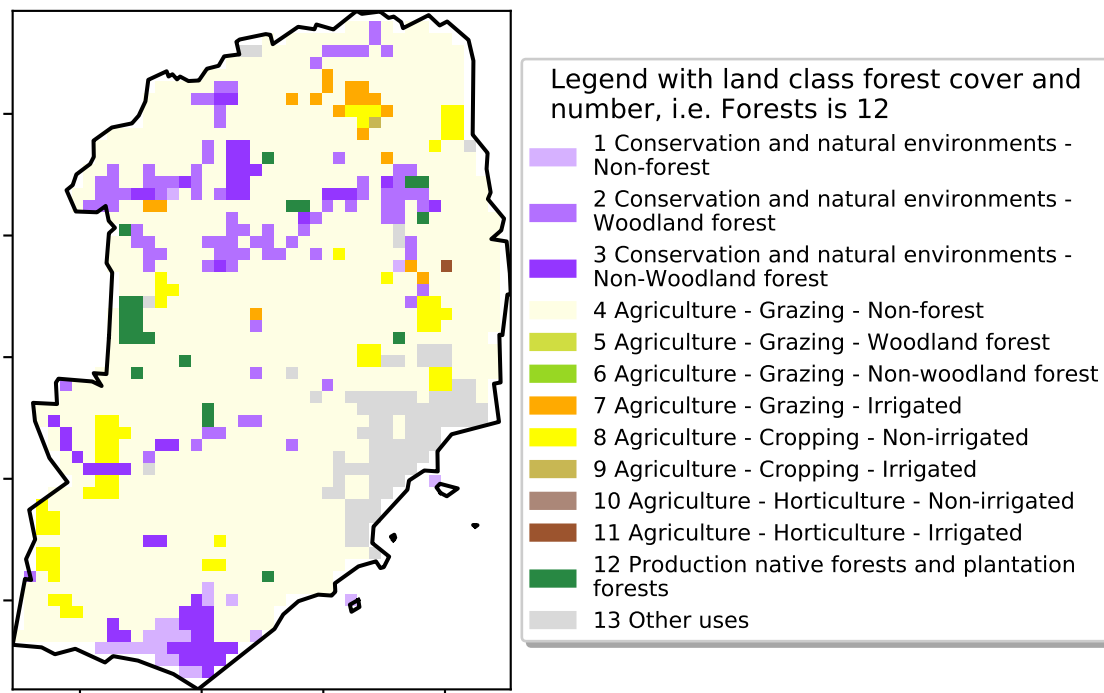 Legend with land class forest cover and
number, i.e. Forests is 12
1 Conservation and natural environments -
Non-forest
2 Conservation and natural environments -
Woodland forest
3 Conservation and natural environments -
Non-Woodland forest
4 Agriculture - Grazing - Non-forest
5 Agriculture - Grazing - Woodland forest
6 Agriculture - Grazing - Non-woodland forest
7 Agriculture - Grazing - Irrigated
8 Agriculture - Cropping - Non-irrigated
9 Agriculture - Cropping - Irrigated
10 Agriculture - Horticulture - Non-irrigated
11 Agriculture - Horticulture - Irrigated
12 Production native forests and plantation
forests
13 Other uses